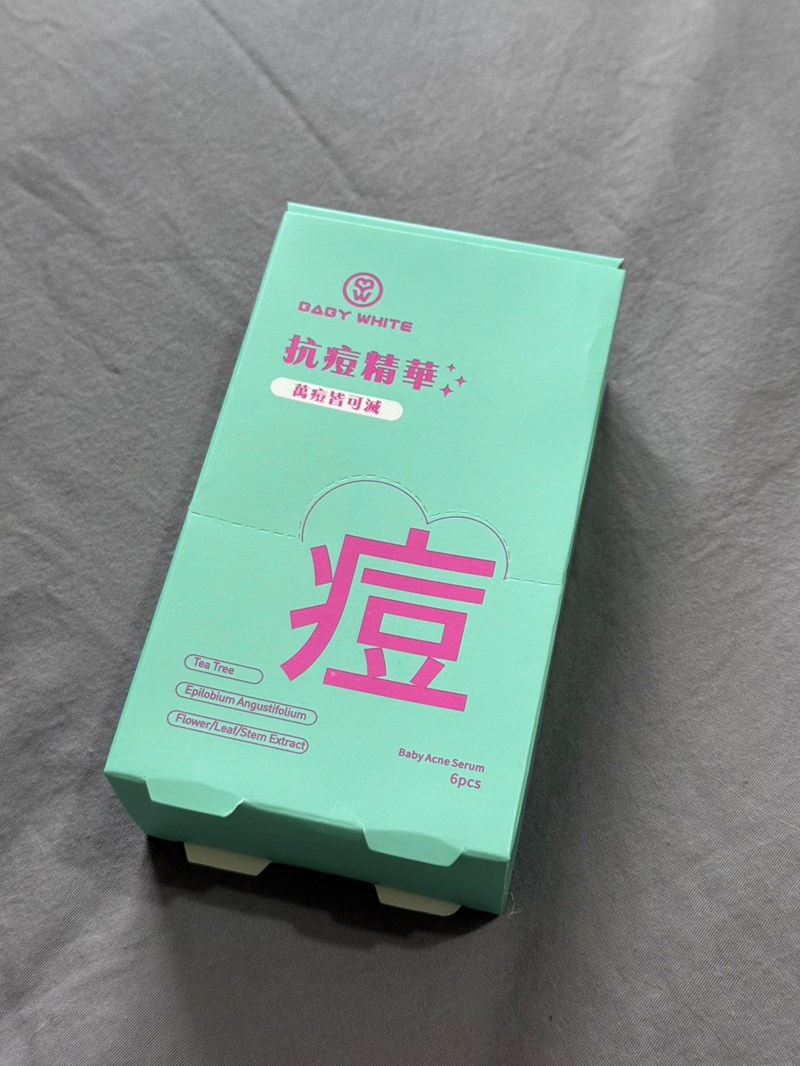 BABY WHITE
抗痘精華
萬痘皆可滅
痘
Tea Tree
Epilobium Angustifolium
Flower/Leaf/Stem Extract
Baby Acne Serum
6pcs